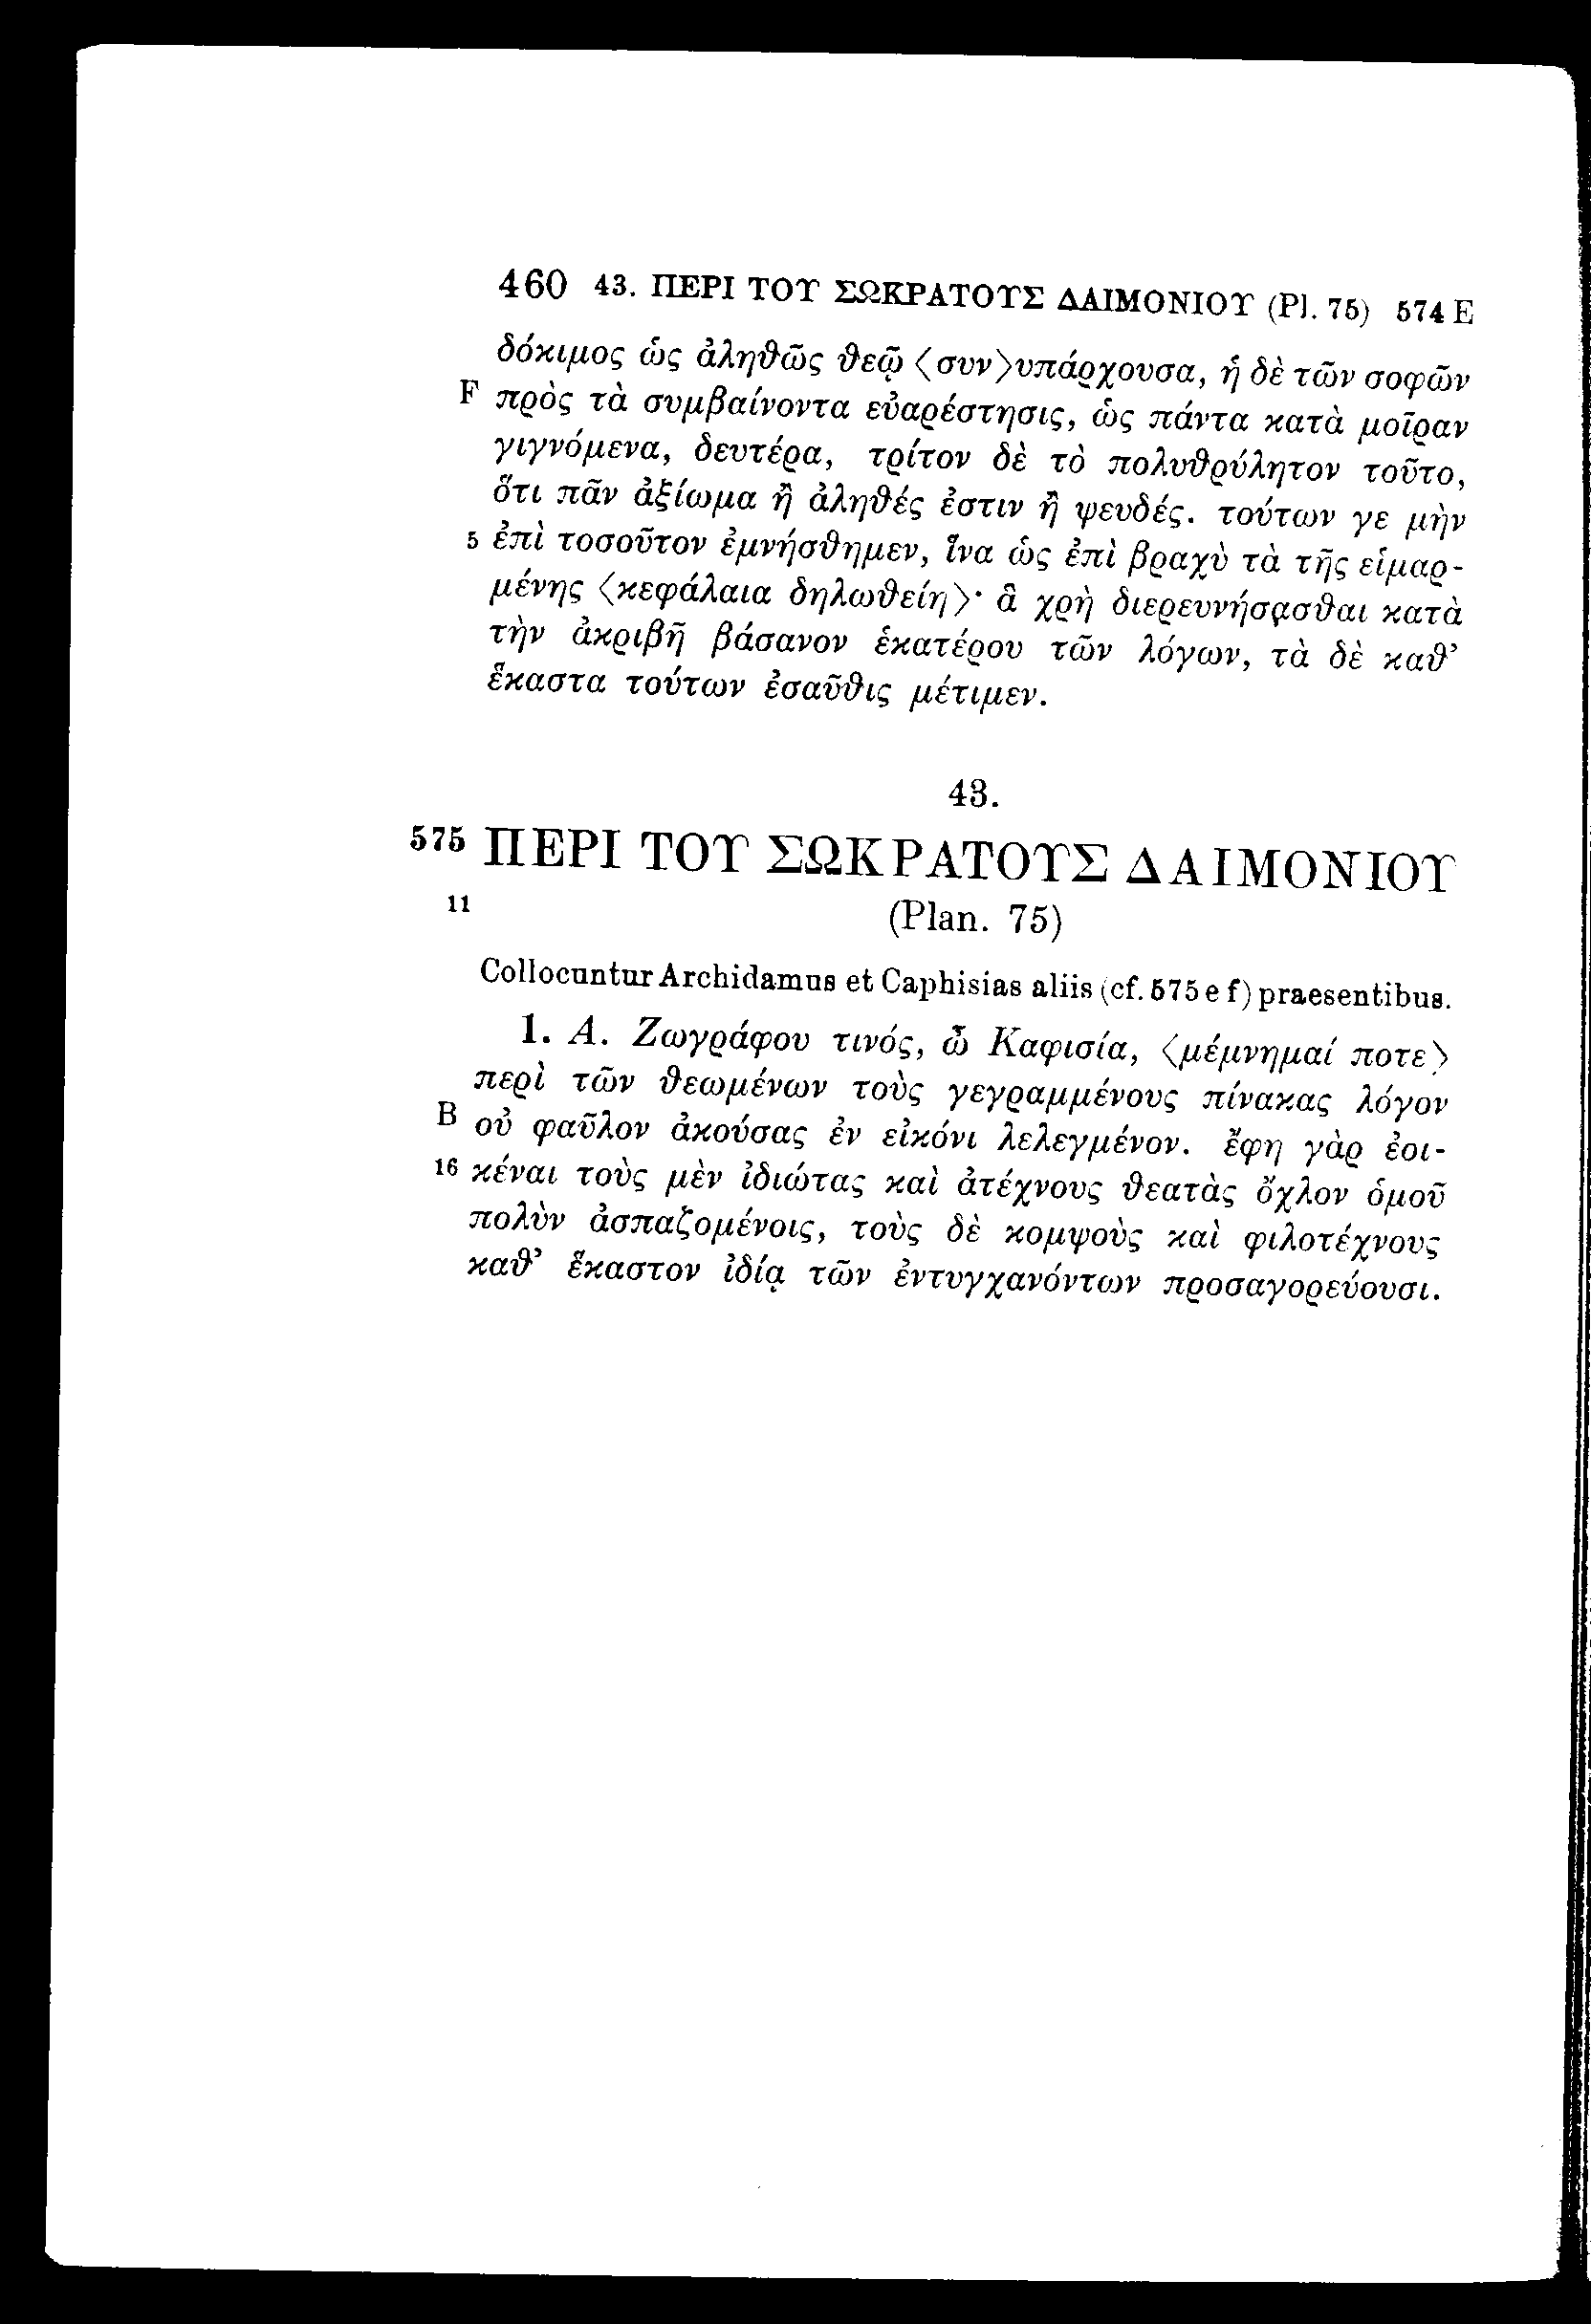 460 43. ΠΕΡΙ ΤΟΥ ΣΩΚΡΑΤΟΥΣ ΔΑΙΜΟΝΙΟΥ (Pl. 75) 574 E
δόκιμος ὡς ἀληθῶς θεῷ 〈συν〉υπάρχουσα, ἡ δὲ τῶν σοφῶν
F πρὸς τὰ συμβαίνοντα εὐαρέστησις, ὡς πάντα κατὰ μοῖραν
γιγνόμενα, δευτέρα, τρίτον δὲ τὸ πολυθρύλητον τοῦτο,
ὅτι πᾶν ἀξίωμα ἢ ἀληθές ἐστιν ἢ ψευδές. τούτων γε μὴν
5 ἐπὶ τοσοῦτον ἐμνήσθημεν, ἵνα ὡς ἐπὶ βραχὺ τὰ τῆς εἱμαρ-
μένης 〈κεφάλαια δηλωθείη〉· ἃ χρὴ διερευνήσασθαι κατὰ
τὴν ἀκριβῆ βάσανον ἑκατέρου τῶν λόγων, τὰ δὲ καθ’
ἕκαστα τούτων ἐσαῦθις μέτιμεν.
43.
575 ΠΕΡΙ ΤΟΥ ΣΩΚΡΑΤΟΥΣ ΔΑΙΜΟΝΙΟΥ
11 (Plan. 75)
Collocuntur Archidamus et Caphisias aliis (cf. 575 e f) praesentibus.
1. Α. Ζωγράφου τινός, ὦ Καφισία, 〈μέμνημαί ποτε〉
περὶ τῶν θεωμένων τοὺς γεγραμμένους πίνακας λόγον
B οὐ φαῦλον ἀκούσας ἐν εἰκόνι λελεγμένον. ἔφη γὰρ ἐοι-
16 κέναι τοὺς μὲν ἰδιώτας καὶ ἀτέχνους θεατὰς ὄχλον ὁμοῦ
πολὺν ἀσπαζομένοις, τοὺς δὲ κομψοὺς καὶ φιλοτέχνους
καθ’ ἕκαστον ἰδίᾳ τῶν ἐντυγχανόντων προσαγορεύουσι.